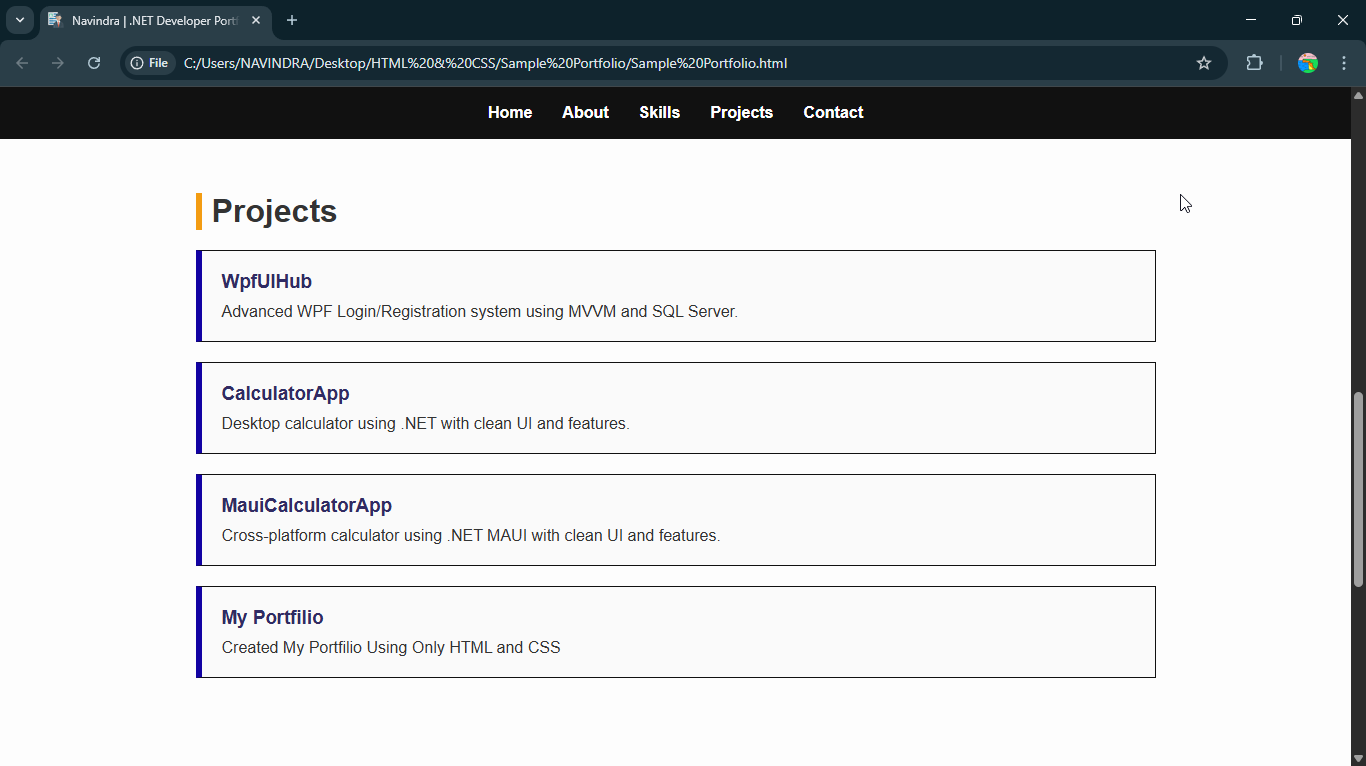 Navindra | .NET Developer Portf
File
C:/Users/NAVINDRA/Desktop/HTML%20&%20CSS/Sample%20Portfolio/Sample%20Portfolio.html
Home About Skills Projects Contact
Projects
WpfUIHub
Advanced WPF Login/Registration system using MVVM and SQL Server.
CalculatorApp
Desktop calculator using .NET with clean UI and features.
MauiCalculatorApp
Cross-platform calculator using .NET MAUI with clean UI and features.
My Portfilio
Created My Portfilio Using Only HTML and CSS